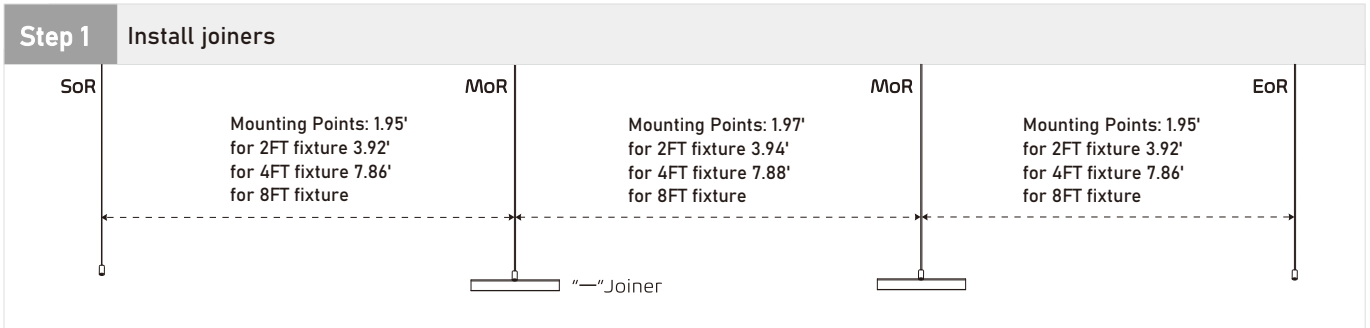 Step 1
Install joiners
SoR
MoR
MoR
EoR
Mounting Points: 1.95'
for 2FT fixture 3.92'
for 4FT fixture 7.86'
for 8FT fixture
Mounting Points: 1.97'
for 2FT fixture 3.94'
for 4FT fixture 7.88'
for 8FT fixture
Mounting Points: 1.95'
for 2FT fixture 3.92'
for 4FT fixture 7.86'
for 8FT fixture
"一"Joiner